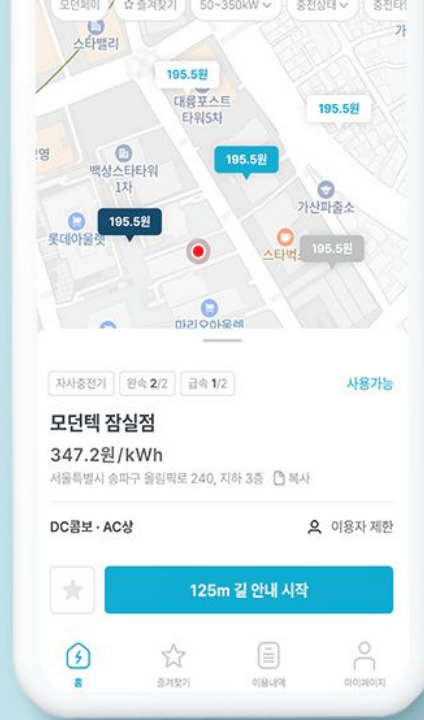 모던페이
☆ 즐겨찾기
50~350kW
충전상태
스타밸리
가
195.5원
대륭포스트
타워5차
195.5원
195.5원
백상스타타워
1차
가산파출소
195.5원
롯데아울렛
스타벅
195.5원
마리오아울렛
자사충전기
완속 2/2
급속 1/2
사용가능
모던텍 잠실점
347.2원/kWh
서울특별시 송파구 올림픽로 240, 지하 3층 복사
DC콤보 · AC상
이용자 제한
125m 길 안내 시작
홈
즐겨찾기
이용내역
마이페이지